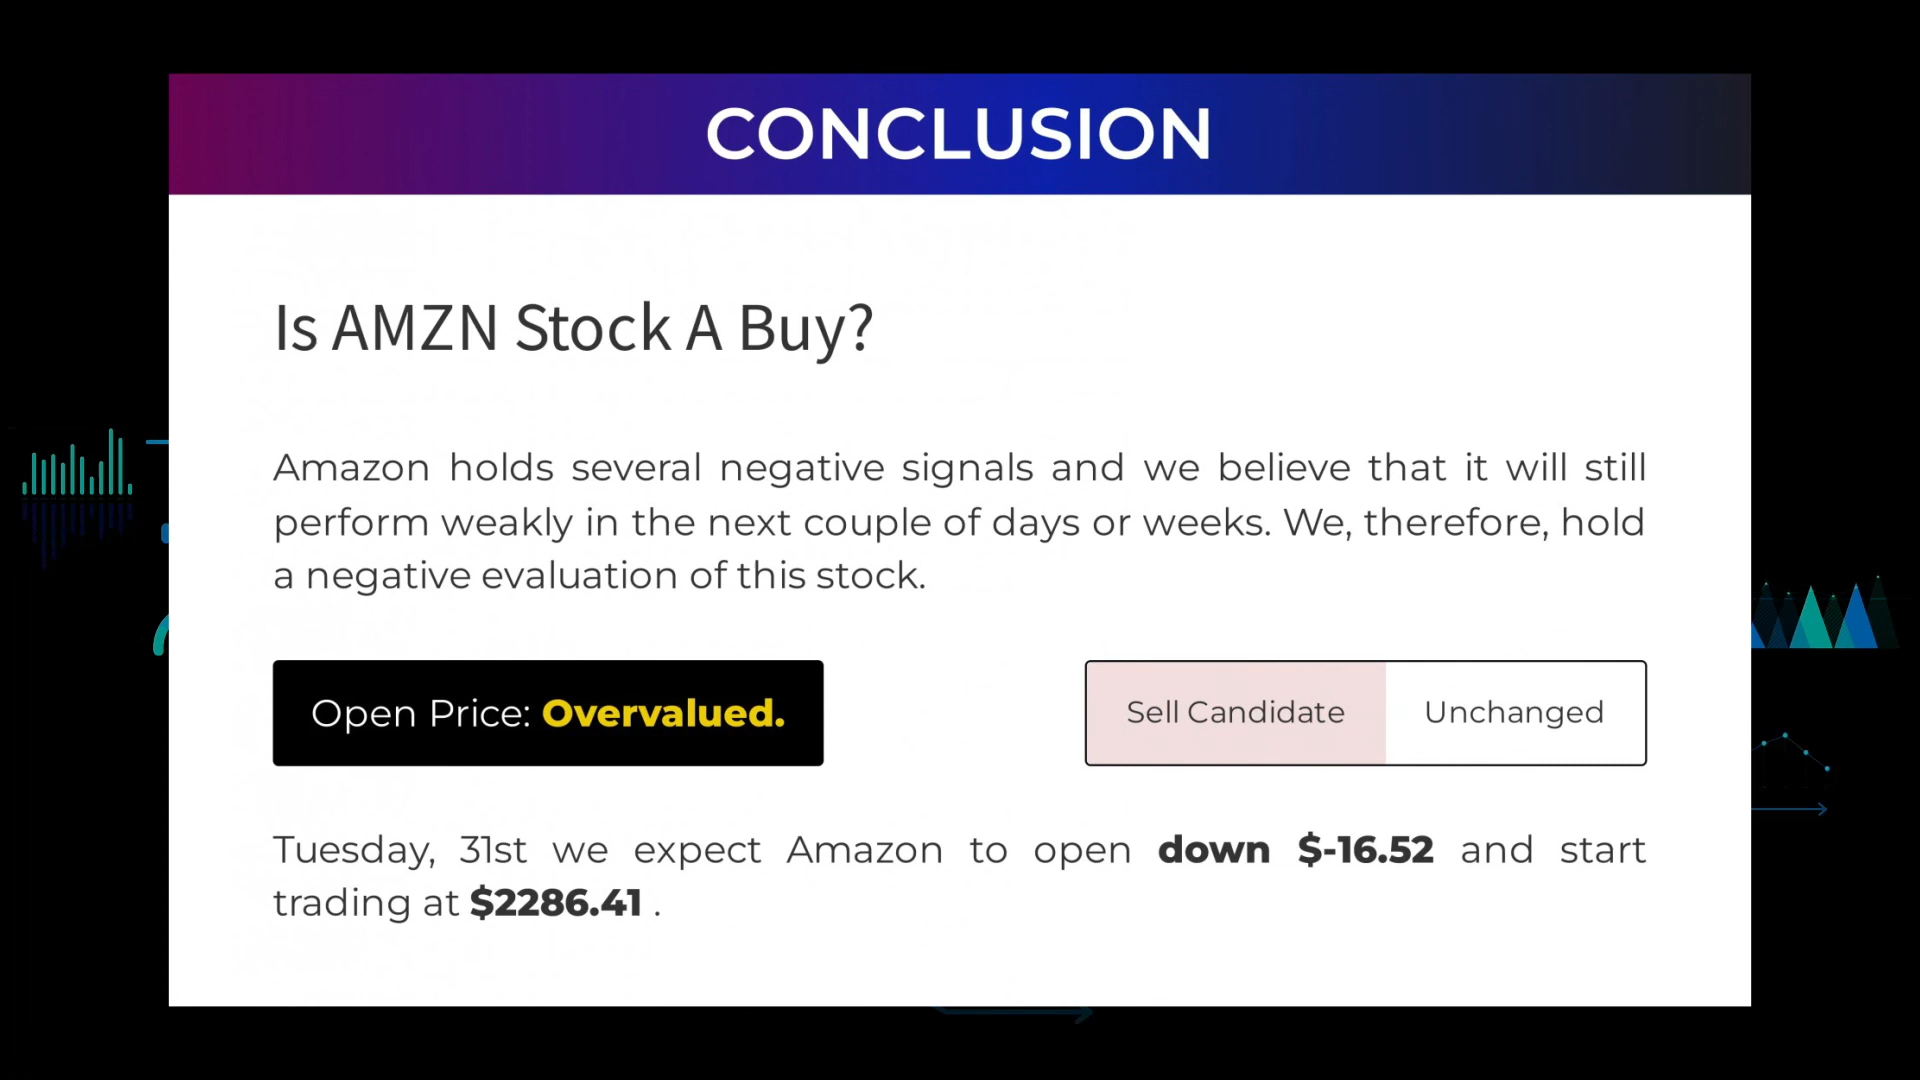 CONCLUSION
Is AMZN Stock A Buy?
Amazon holds several negative signals and we believe that it will still
perform weakly in the next couple of days or weeks. We, therefore, hold
a negative evaluation of this stock.
Open Price: Overvalued.
Sell Candidate Unchanged
Tuesday, 31st we expect Amazon to open down $-16.52 and start
trading at $2286.41 .